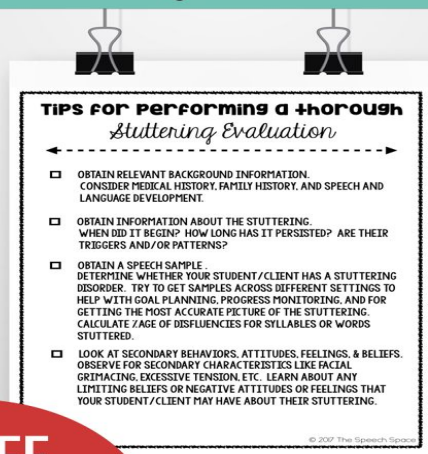 Tips for Performing a thorough
Stuttering Evaluation
OBTAIN RELEVANT BACKGROUND INFORMATION.
CONSIDER MEDICAL HISTORY, FAMILY HISTORY, AND SPEECH AND
LANGUAGE DEVELOPMENT.
OBTAIN INFORMATION ABOUT THE STUTTERING.
WHEN DID IT BEGIN? HOW LONG HAS IT PERSISTED? ARE THEIR
TRIGGERS AND/OR PATTERNS?
OBTAIN A SPEECH SAMPLE .
DETERMINE WHETHER YOUR STUDENT/CLIENT HAS A STUTTERING
DISORDER. TRY TO GET SAMPLES ACROSS DIFFERENT SETTINGS TO
HELP WITH GOAL PLANNING, PROGRESS MONITORING, AND FOR
GETTING THE MOST ACCURATE PICTURE OF THE STUTTERING.
CALCULATE %AGE OF DISFLUENCIES FOR SYLLABLES OR WORDS
STUTTERED.
LOOK AT SECONDARY BEHAVIORS, ATTITUDES, FEELINGS, & BELIEFS.
OBSERVE FOR SECONDARY CHARACTERISTICS LIKE FACIAL
GRIMACING, EXCESSIVE TENSION, ETC. LEARN ABOUT ANY
LIMITING BELIEFS OR NEGATIVE ATTITUDES OR FEELINGS THAT
YOUR STUDENT/CLIENT MAY HAVE ABOUT THEIR STUTTERING.
© 2017 The Speech Space